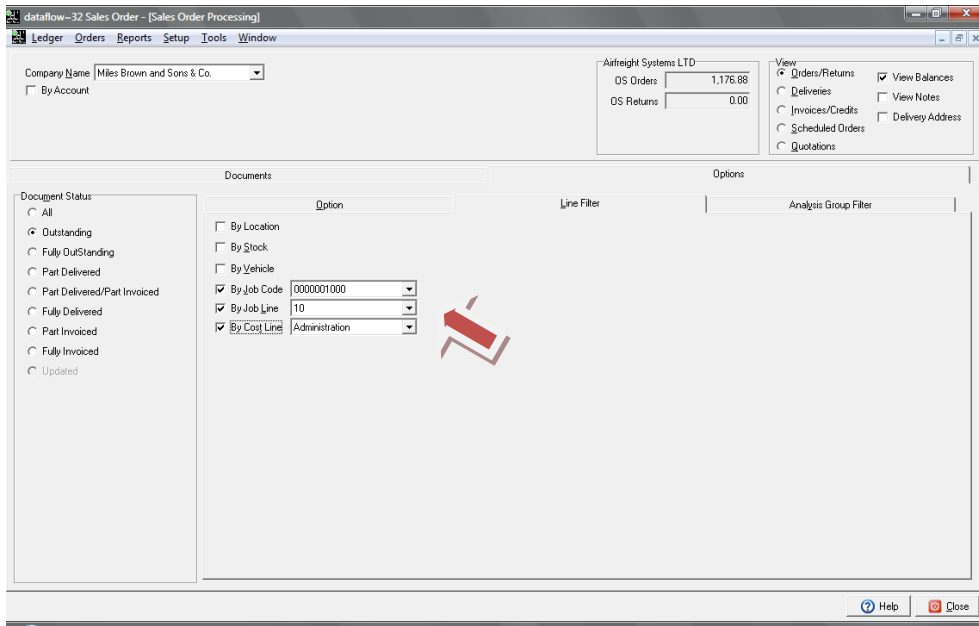 dataflow~32 Sales Order - [Sales Order Processing]
Ledger Orders Reports Setup Tools Window
Company Name Miles Brown and Sons & Co.
By Account
Airfreight Systems LTD
OS Orders 1,176.88
OS Returns 0.00
View
Orders/Returns
Deliveries
Invoices/Credits
Scheduled Orders
Quotations
View Balances
View Notes
Delivery Address
Documents Options
Document Status
All
Outstanding
Fully OutStanding
Part Delivered
Part Delivered/Part Invoiced
Fully Delivered
Part Invoiced
Fully Invoiced
Updated
Option Line Filter Analysis Group Filter
By Location
By Stock
By Vehicle
By Job Code 0000001000
By Job Line 10
By Cost Line Administration
Help Close